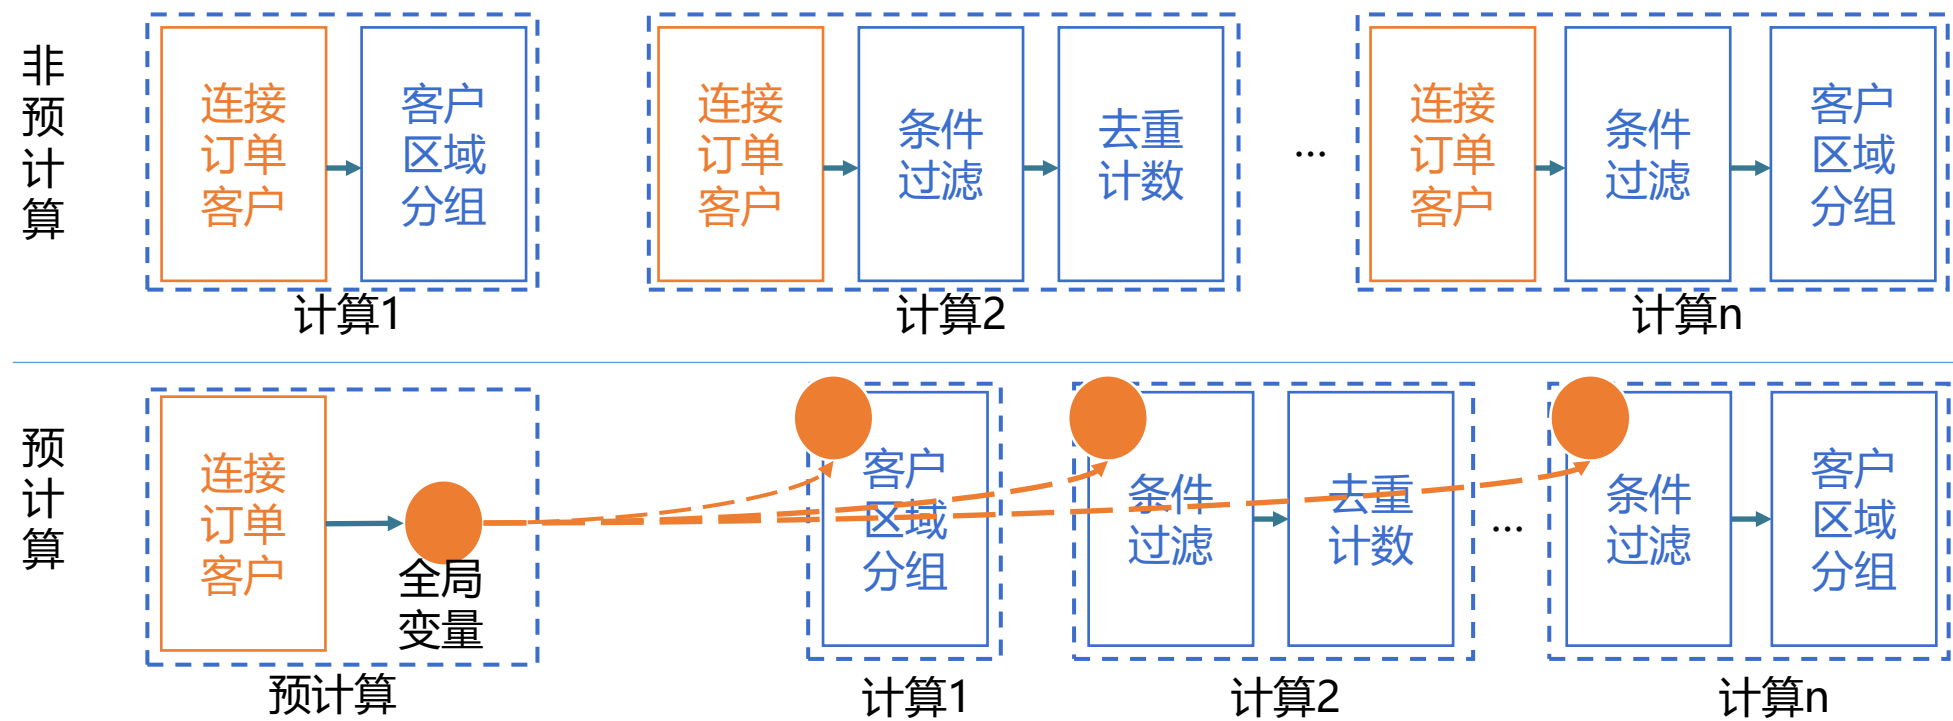 非
预
计
算
连接
订单
客户
客户
区域
分组
计算1
连接
订单
客户
条件
过滤
去重
计数
计算2
...
连接
订单
客户
条件
过滤
客户
区域
分组
计算n
预
计
算
连接
订单
客户
全局
变量
预计算
客户
区域
分组
计算1
条件
过滤
去重
计数
计算2
...
条件
过滤
客户
区域
分组
计算n